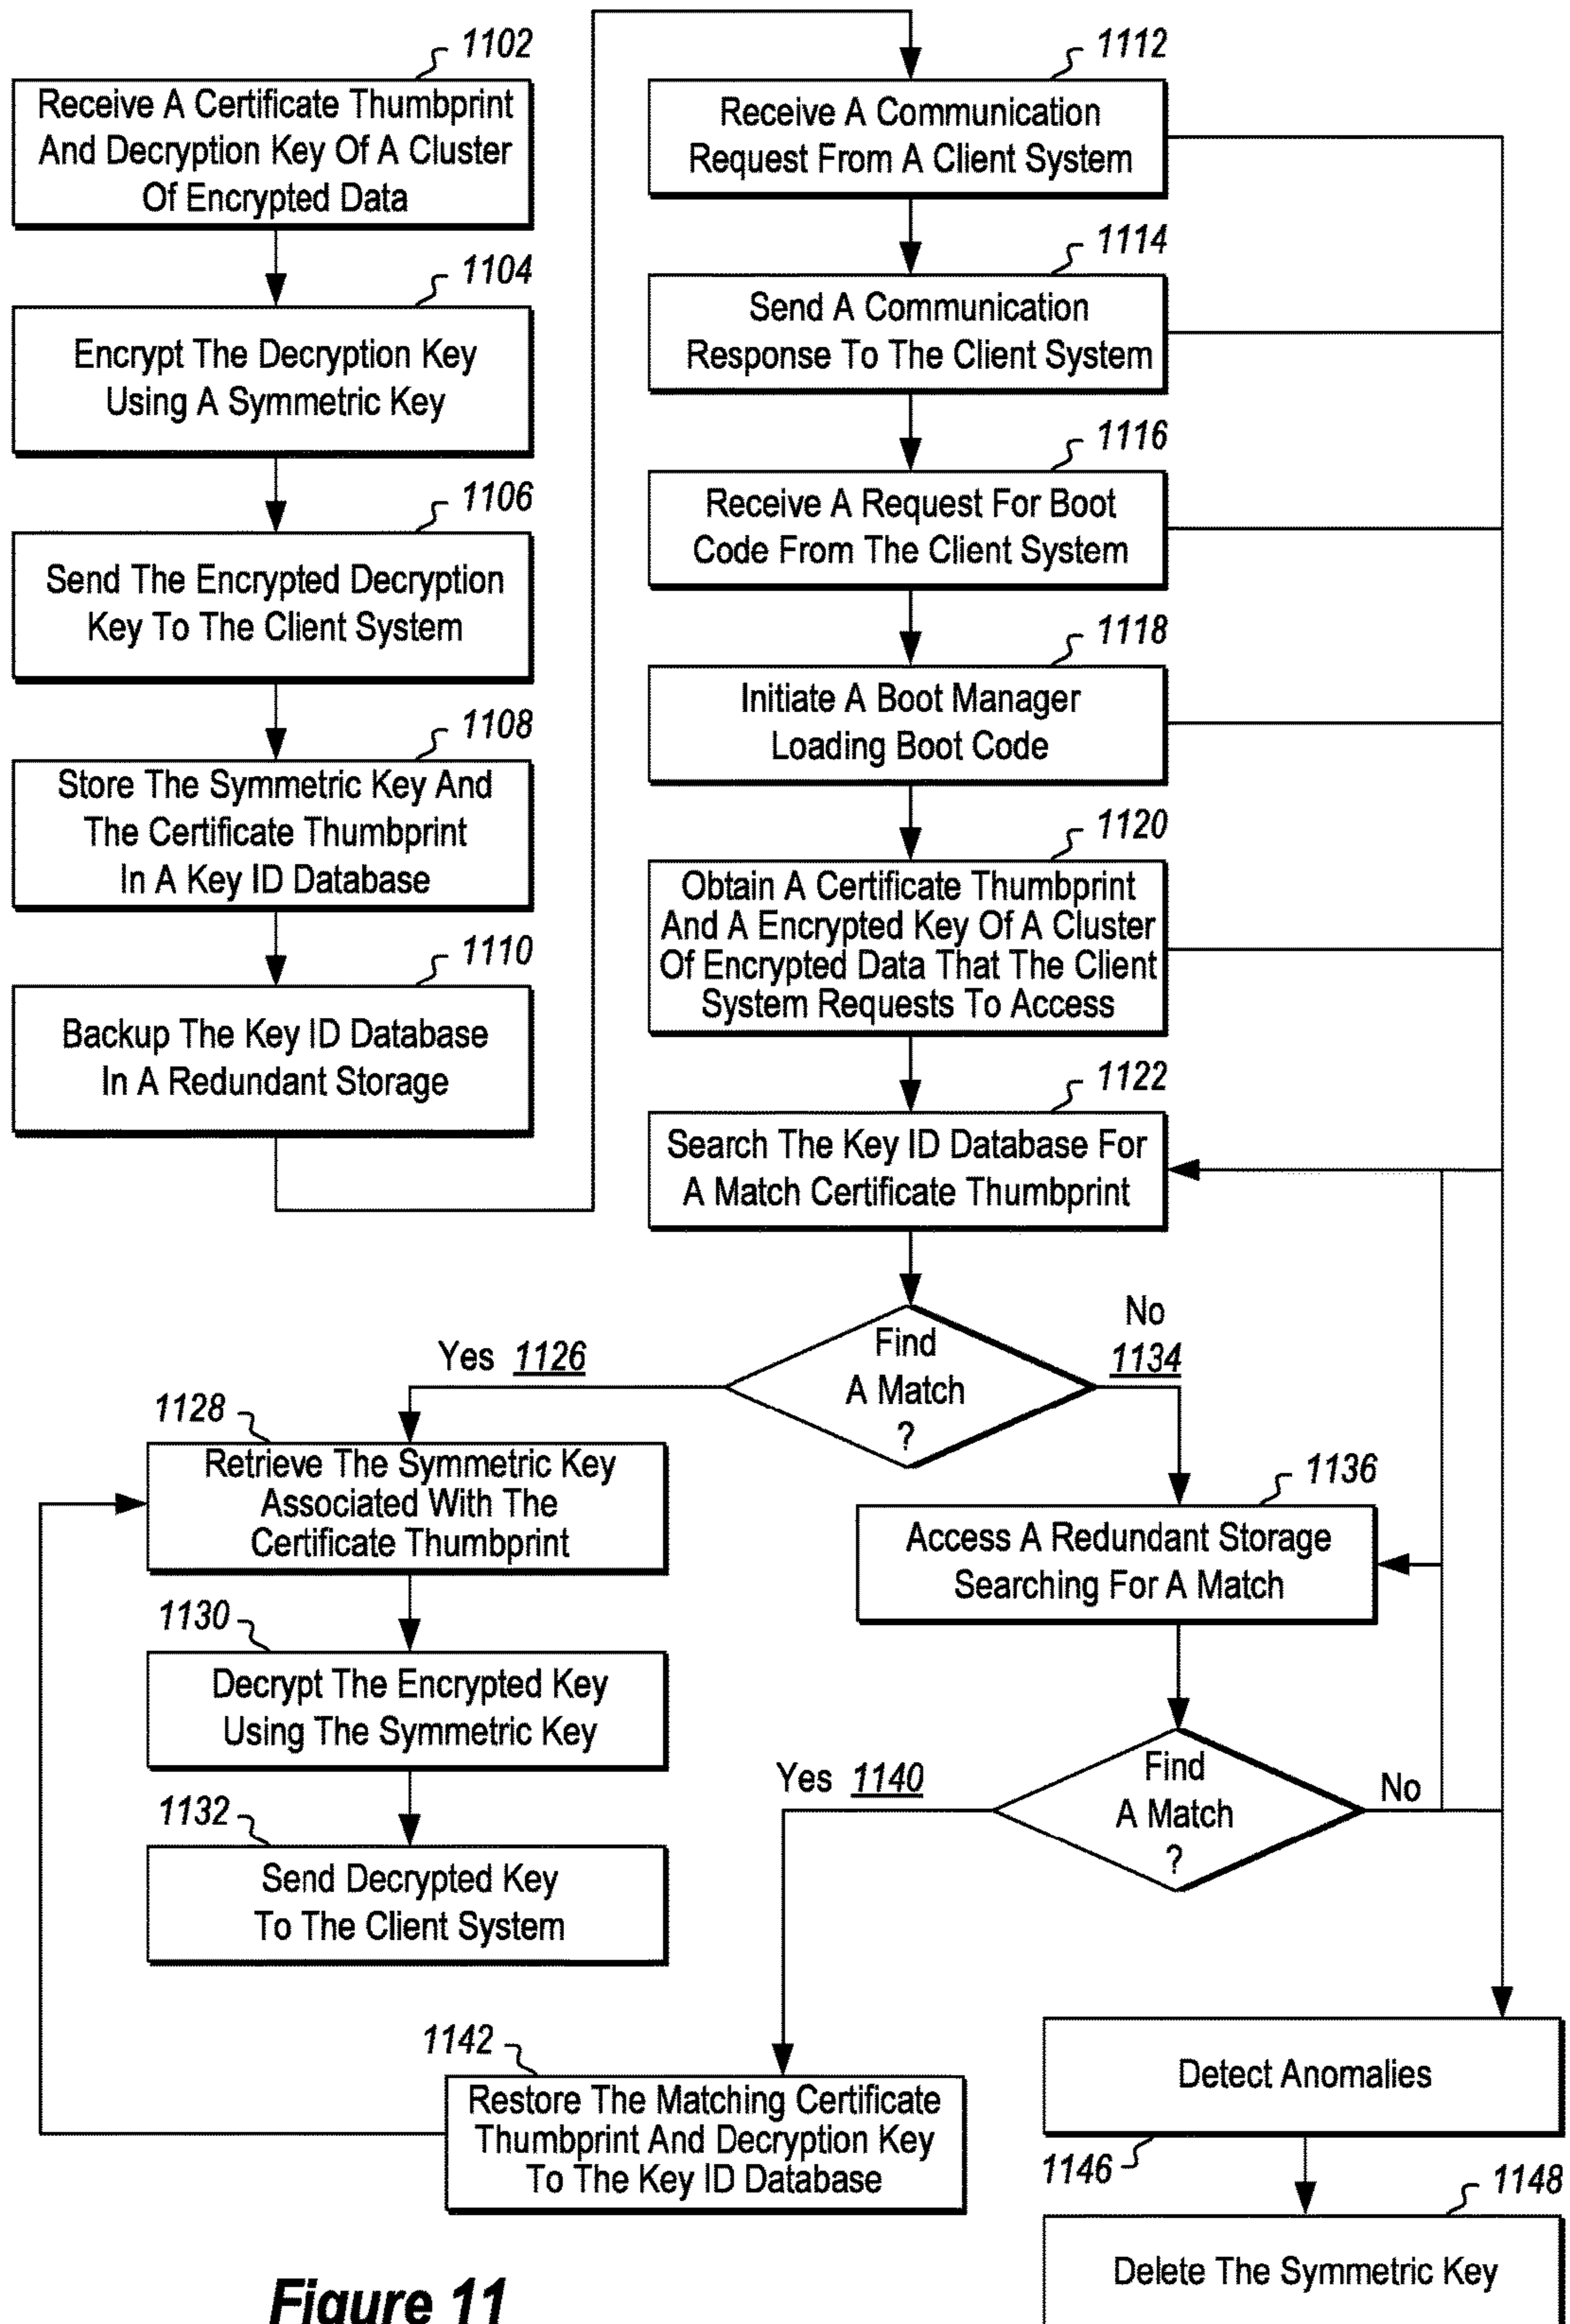 1102
Receive A Certificate Thumbprint
And Decryption Key Of A Cluster
Of Encrypted Data
1104
Encrypt The Decryption Key
Using A Symmetric Key
1106
Send The Encrypted Decryption
Key To The Client System
1108
Store The Symmetric Key And
The Certificate Thumbprint
In A Key ID Database
1110
Backup The Key ID Database
In A Redundant Storage
1112
Receive A Communication
Request From A Client System
1114
Send A Communication
Response To The Client System
1116
Receive A Request For Boot
Code From The Client System
1118
Initiate A Boot Manager
Loading Boot Code
1120
Obtain A Certificate Thumbprint
And A Encrypted Key Of A Cluster
Of Encrypted Data That The Client
System Requests To Access
1122
Search The Key ID Database For
A Match Certificate Thumbprint
Find
A Match
?
Yes 1126
No
1134
1128
Retrieve The Symmetric Key
Associated With The
Certificate Thumbprint
1130
Decrypt The Encrypted Key
Using The Symmetric Key
1132
Send Decrypted Key
To The Client System
1136
Access A Redundant Storage
Searching For A Match
Find
A Match
?
Yes 1140
No
1142
Restore The Matching Certificate
Thumbprint And Decryption Key
To The Key ID Database
Detect Anomalies
1146
1148
Delete The Symmetric Key
Figure 11